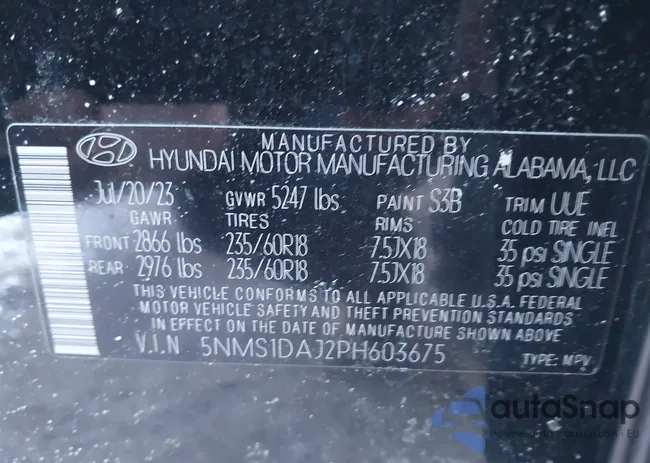 MANUFACTURED BY
HYUNDAI MOTOR MANUFACTURING ALABAMA, LLC
Jul/20/23 GVWR 5247 lbs PAINT S3B TRIM UUE
GAWR TIRES RIMS COLD TIRE INFL
FRONT 2866 lbs 235/60R18 7.5JX18 35 psi SINGLE
REAR 2976 lbs 235/60R18 7.5JX18 35 psi SINGLE
THIS VEHICLE CONFORMS TO ALL APPLICABLE U.S.A. FEDERAL
MOTOR VEHICLE SAFETY AND THEFT PREVENTION STANDARDS
IN EFFECT ON THE DATE OF MANUFACTURE SHOWN ABOVE.
V.I.N 5NMS1DAJ2PH603675 TYPE: MPV
autoSnap